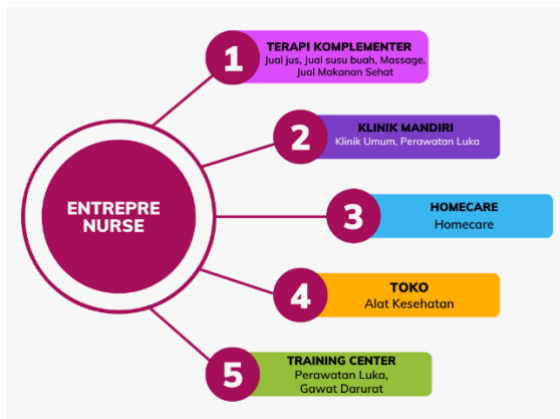 1
TERAPI KOMPLEMENTER
Jual jus, Jual susu buah, Massage,
Jual Makanan Sehat
2
KLINIK MANDIRI
Klinik Umum, Perawatan Luka
ENTREPRE
NURSE
3
HOMECARE
Homecare
4
TOKO
Alat Kesehatan
5
TRAINING CENTER
Perawatan Luka,
Gawat Darurat